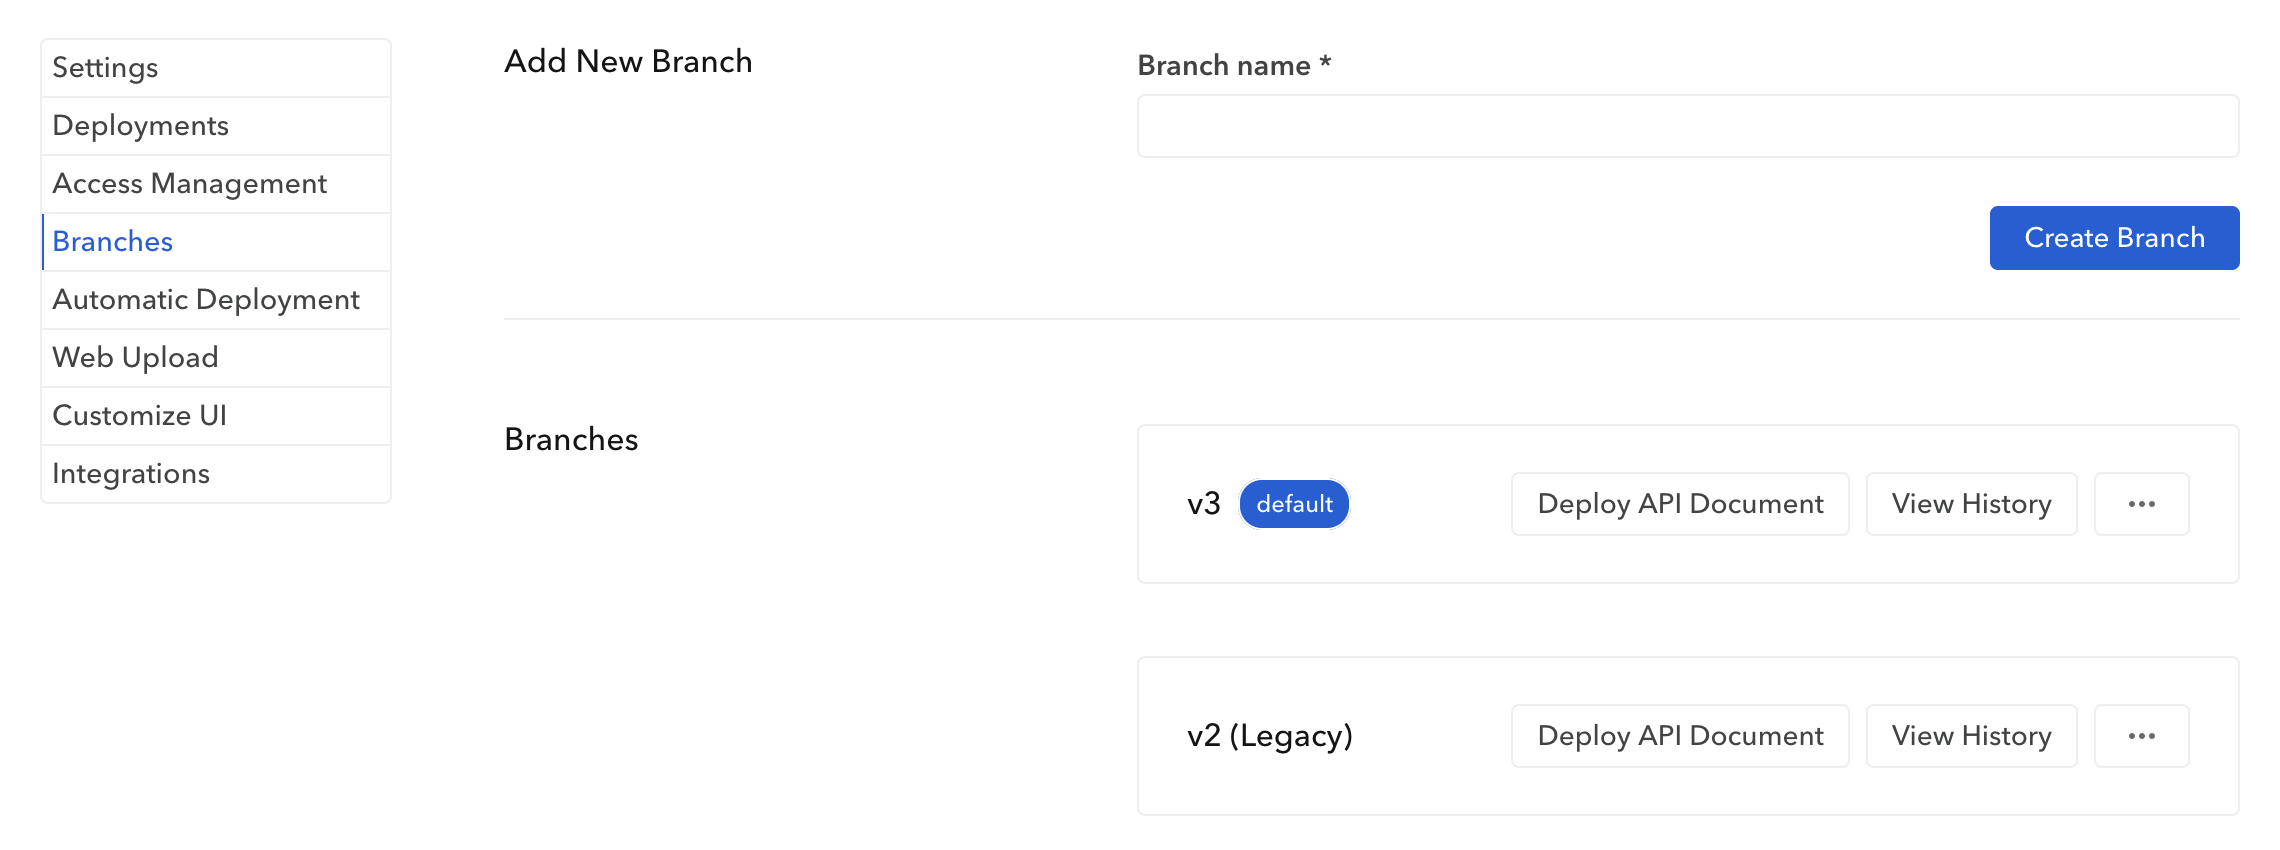 Settings
Deployments
Access Management
Branches
Automatic Deployment
Web Upload
Customize UI
Integrations
Add New Branch
Branch name *
Create Branch
Branches
v3 default Deploy API Document View History ...
v2 (Legacy) Deploy API Document View History ...